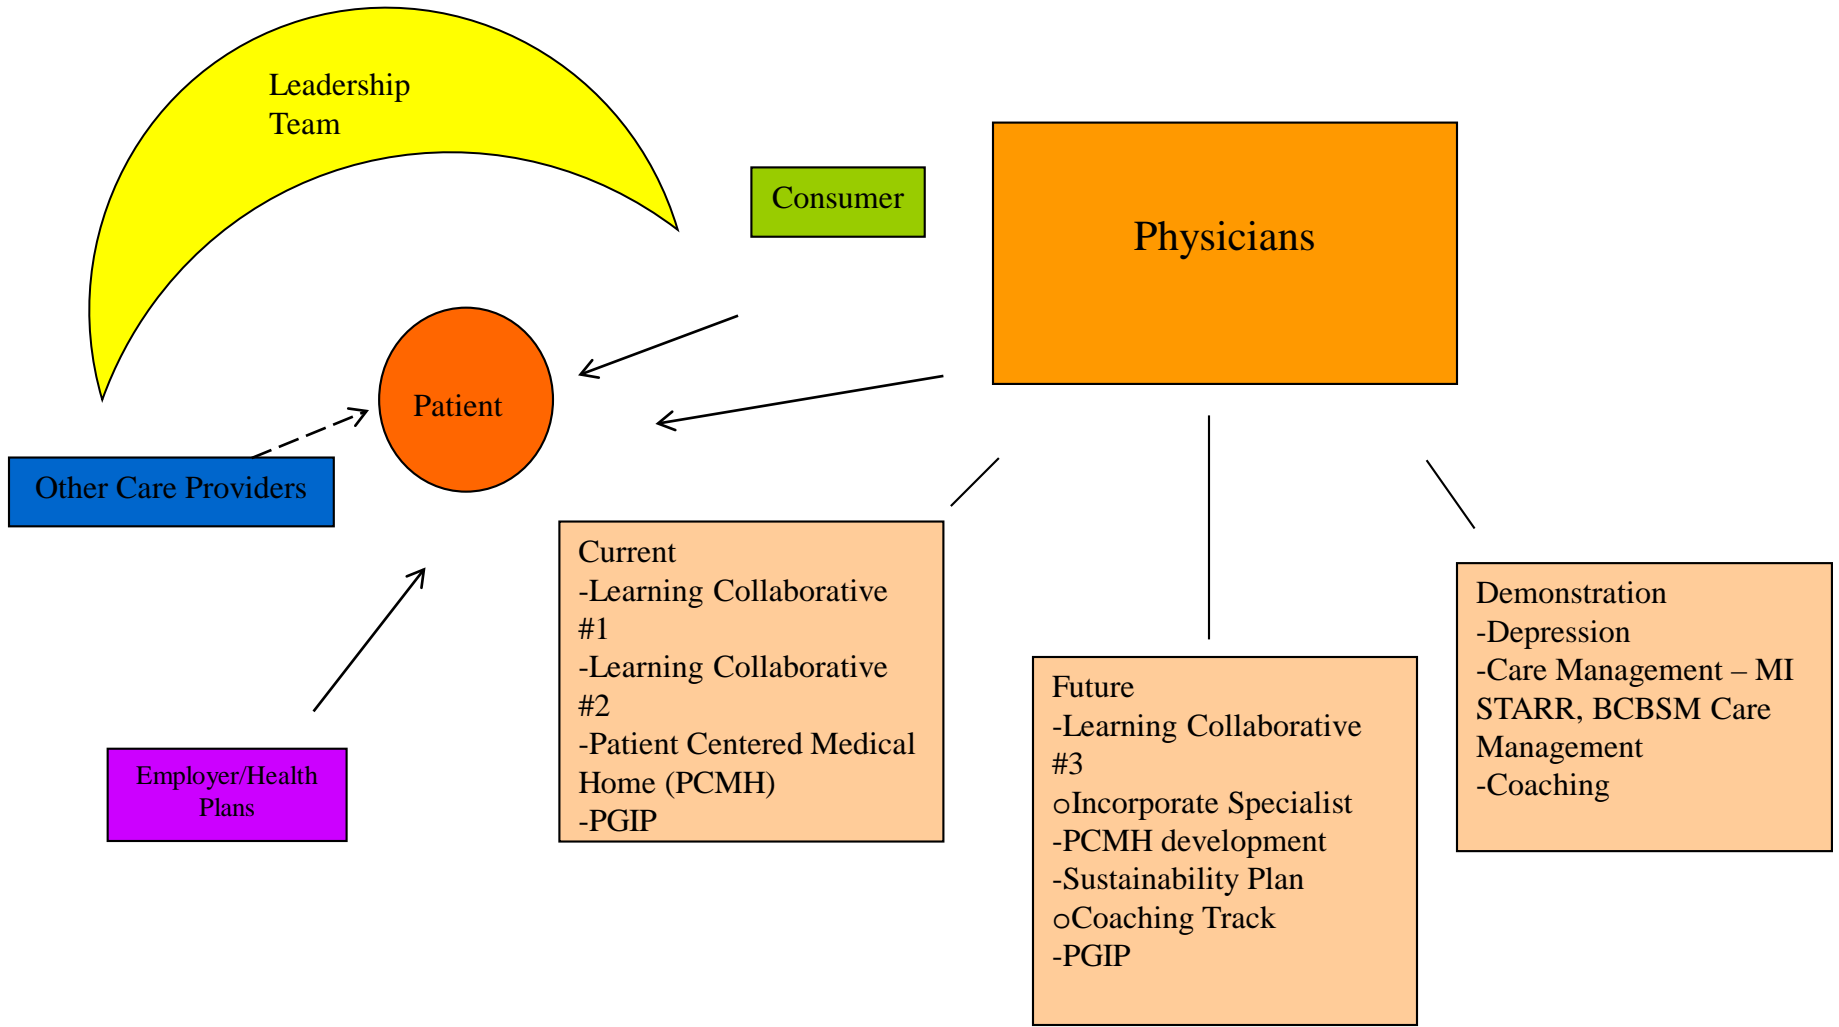 Leadership
Team
Consumer
Physicians
Patient
Other Care Providers
Employer/Health
Plans
Current
-Learning Collaborative
#1
-Learning Collaborative
#2
-Patient Centered Medical
Home (PCMH)
-PGIP
Future
-Learning Collaborative
#3
oIncorporate Specialist
-PCMH development
-Sustainability Plan
oCoaching Track
-PGIP
Demonstration
-Depression
-Care Management – MI
STARR, BCBSM Care
Management
-Coaching